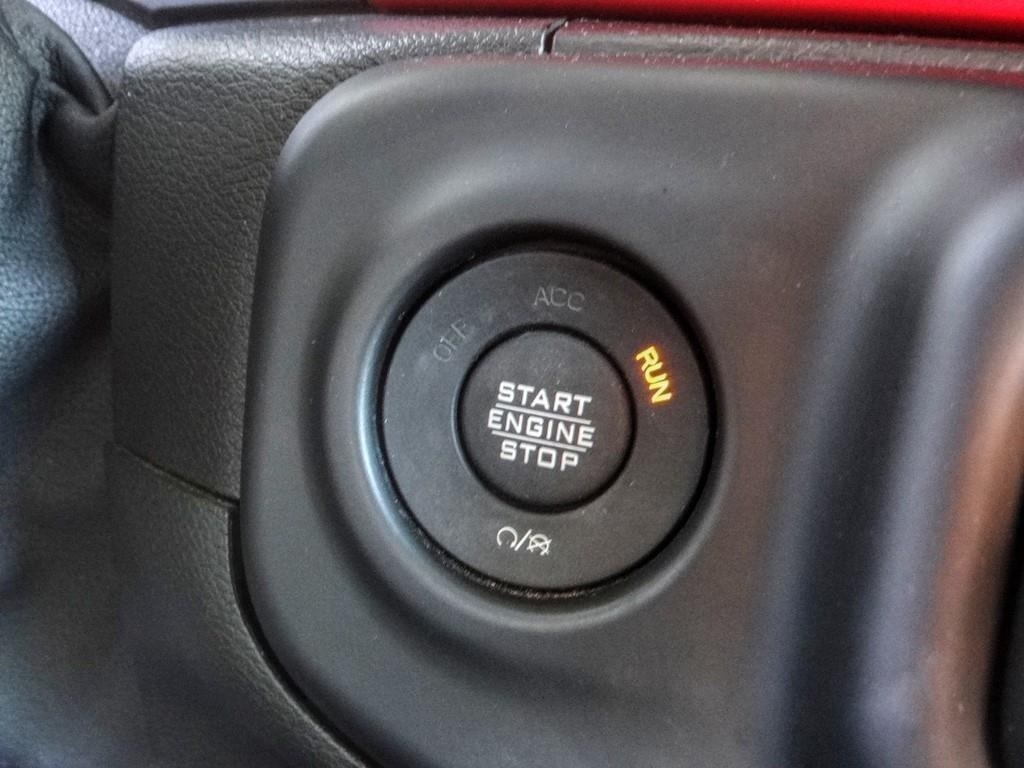 ACC
OFF
RUN
START
ENGINE
STOP